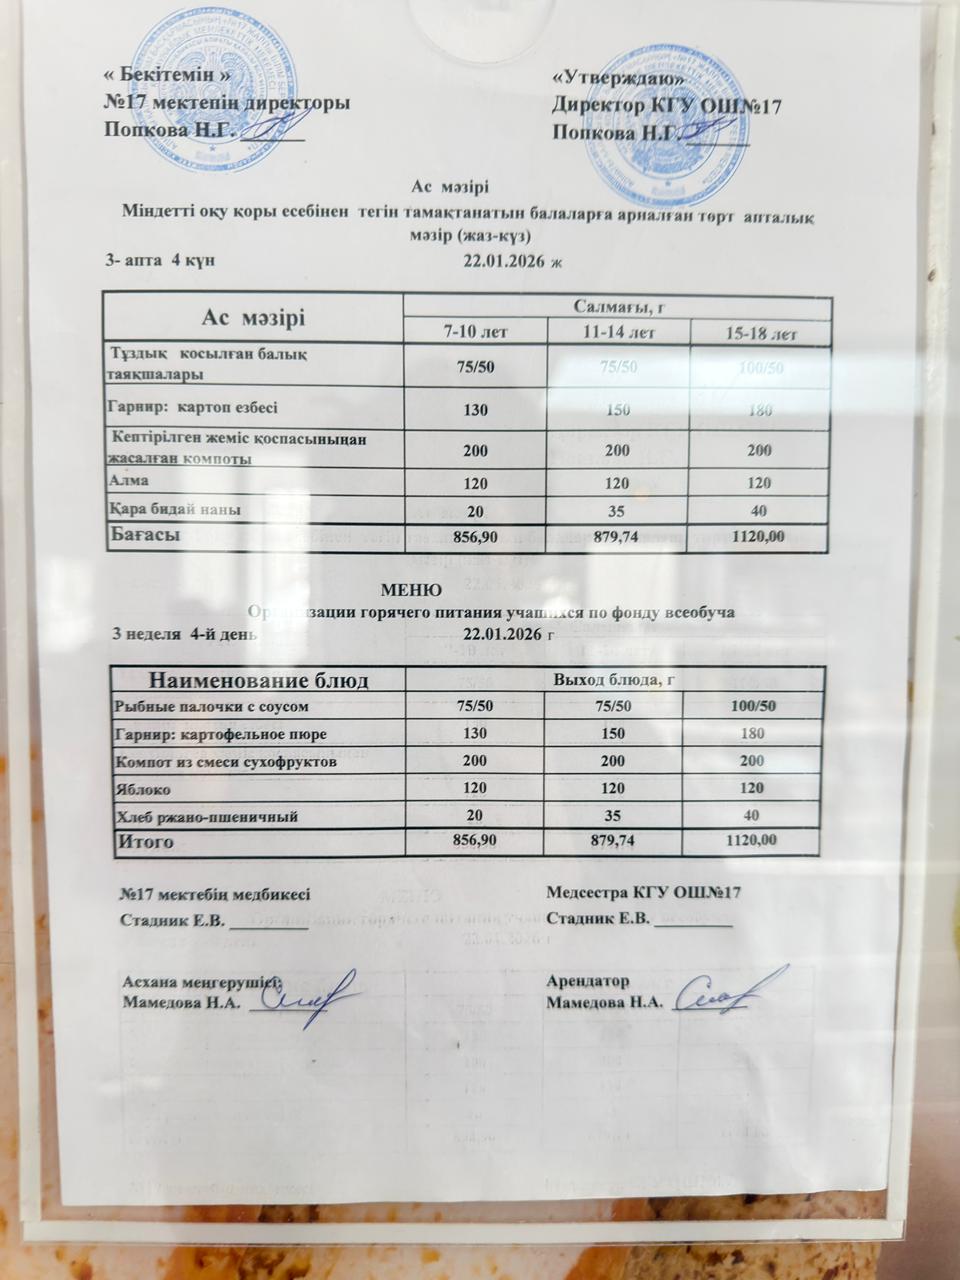 « Бекітемін »
№17 мектепің директоры
Попкова Н.Г. ______
«Утверждаю»
Директор КГУ ОШ№17
Попкова Н.Г. ______
Ас мәзірі
Міндетті оқу қоры есебінен тегін тамақтанатын балаларға арналған төрт апталық
мәзір (жаз-күз)
3- апта 4 күн 22.01.2026 ж
Ас мәзірі Салмағы, г
7-10 лет 11-14 лет 15-18 лет
Тұздық косылған балық
таяқшалары 75/50 75/50 100/50
Гарнир: картоп езбесі 130 150 180
Кептірілген жеміс қоспасынынан
жасалған компоты 200 200 200
Алма 120 120 120
Қара бидай наны 20 35 40
Бағасы 856,90 879,74 1120,00
МЕНЮ
Организации горячего питания учащихся по фонду всеобуча
3 неделя 4-й день 22.01.2026 г
Наименование блюд Выход блюда, г
Рыбные палочки с соусом 75/50 75/50 100/50
Гарнир: картофельное пюре 130 150 180
Компот из смеси сухофруктов 200 200 200
Яблоко 120 120 120
Хлеб ржано-пшеничный 20 35 40
Итого 856,90 879,74 1120,00
№17 мектебің медбикесі
Стадник Е.В. ________
Медсестра КГУ ОШ№17
Стадник Е.В. ________
Асхана меңгерушісі:
Мамедова Н.А. ________
Арендатор
Мамедова Н.А. ________